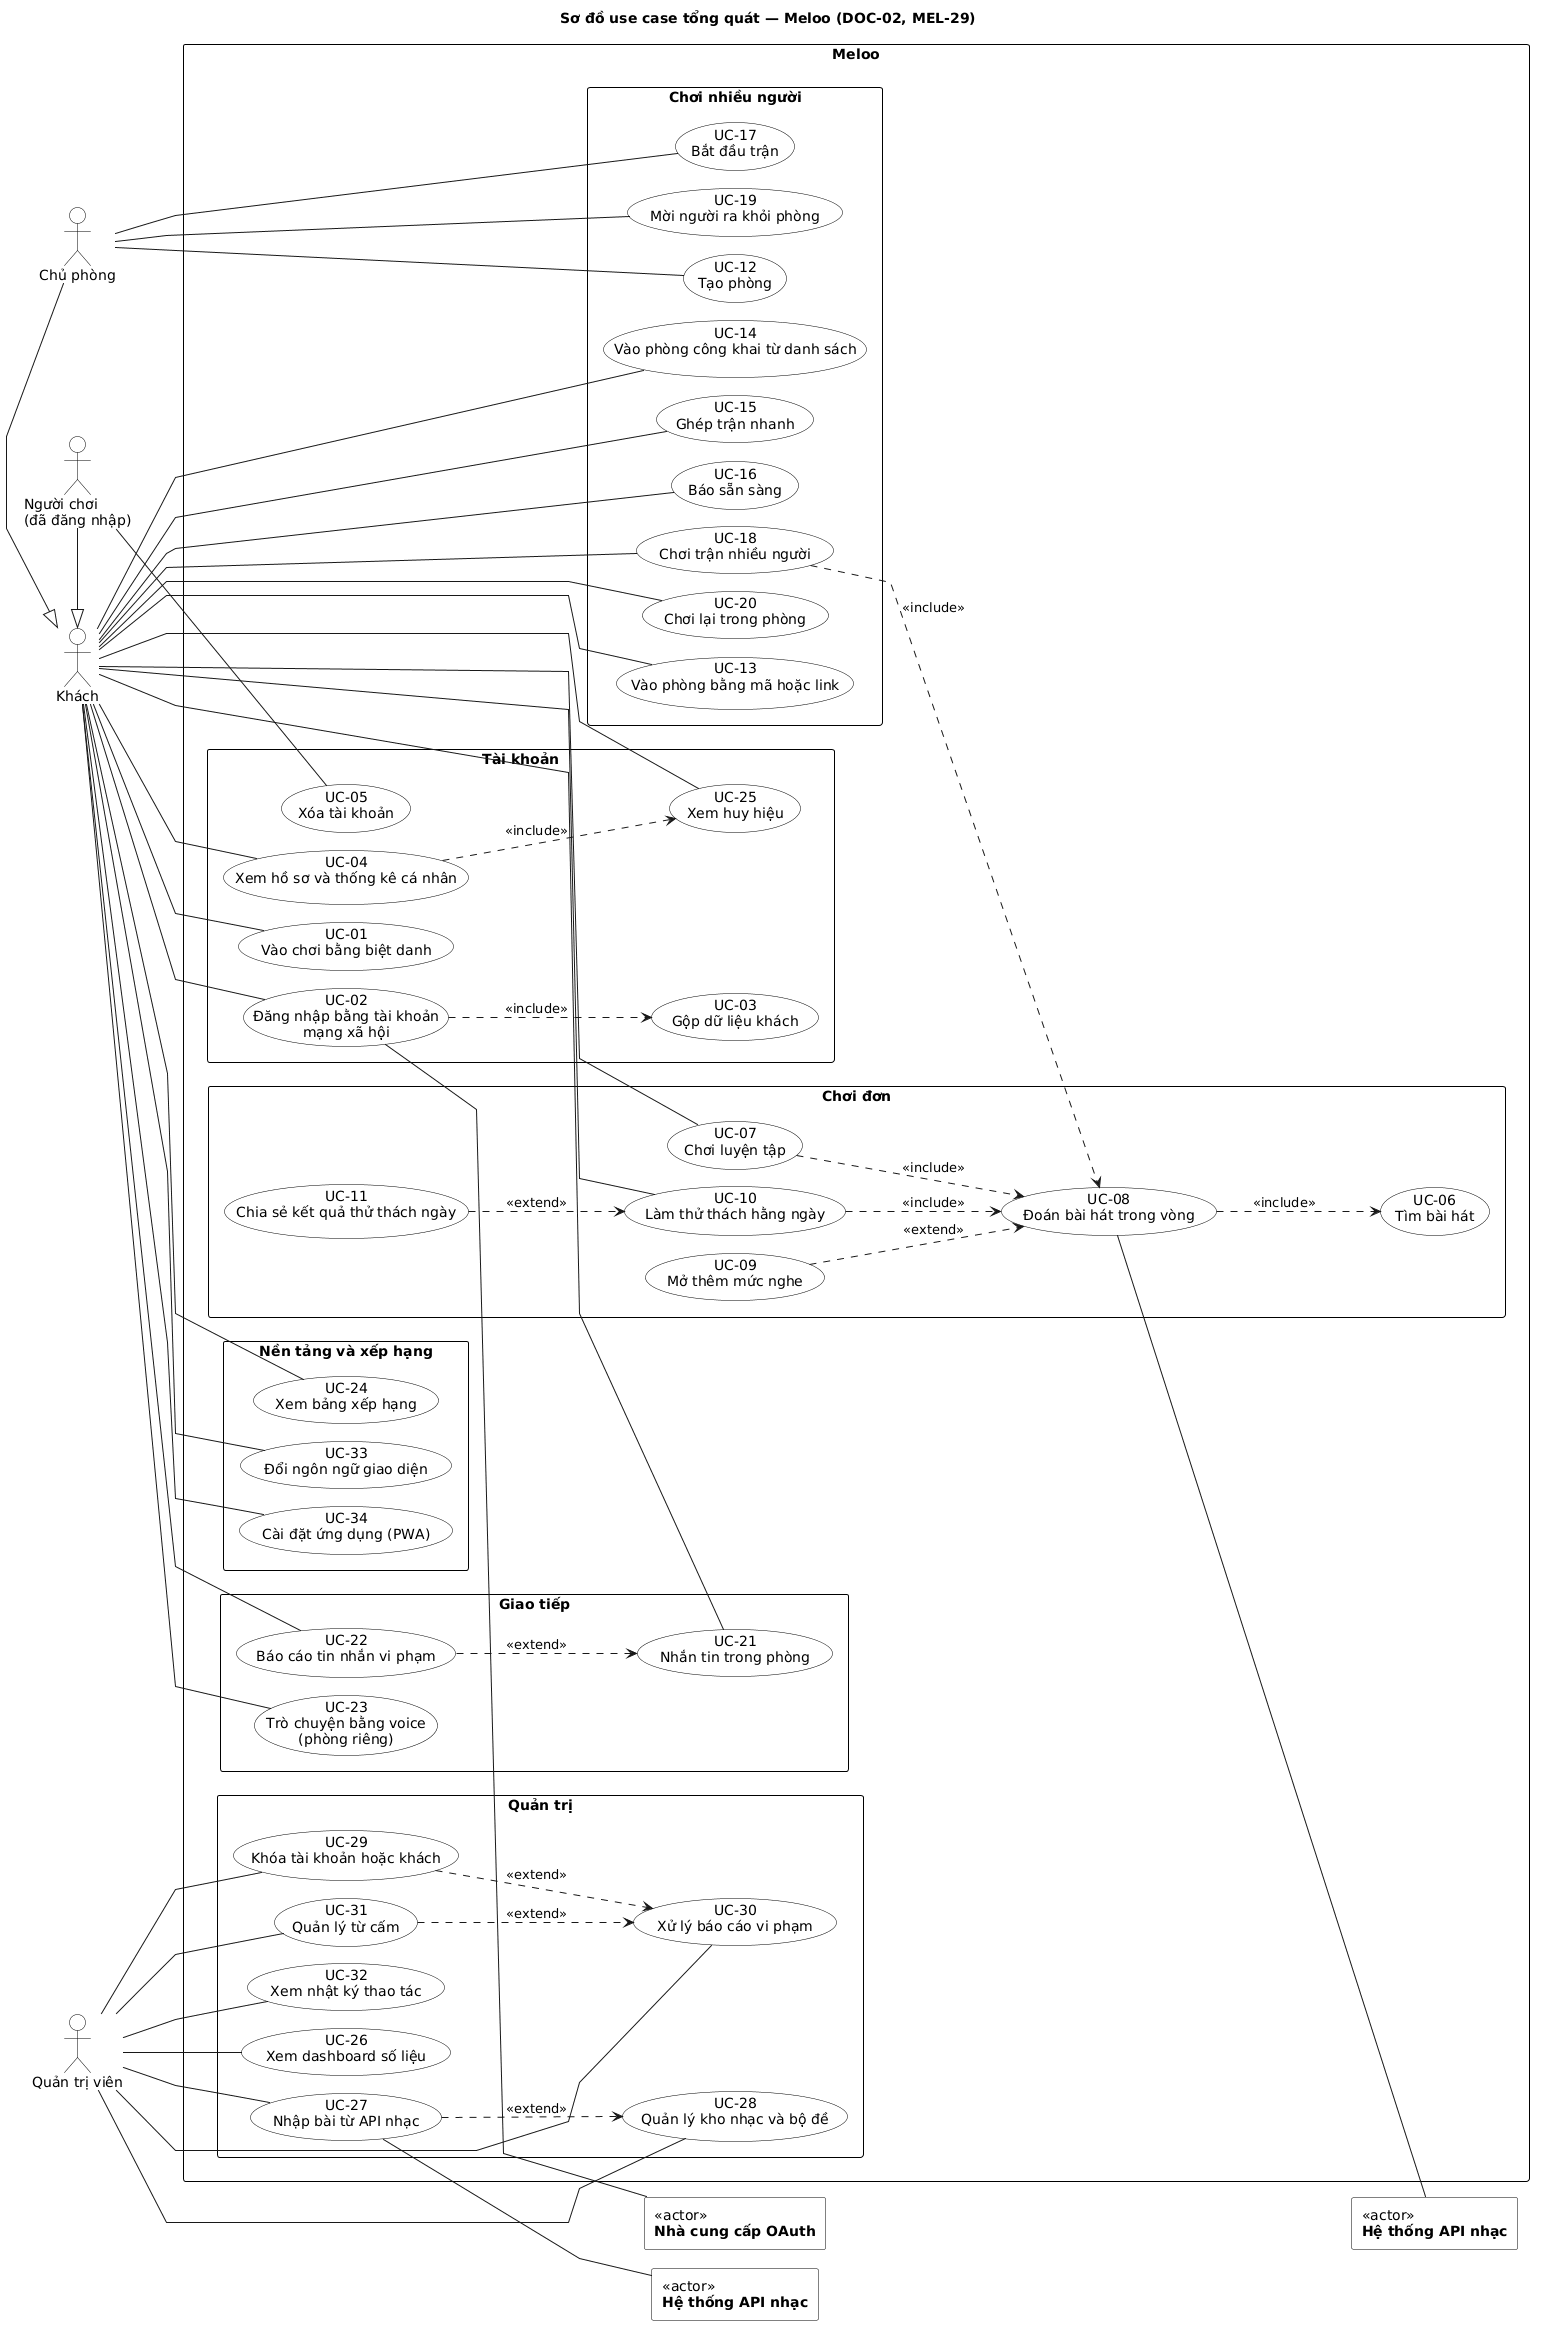 Sơ đồ use case tổng quát — Meloo (DOC-02, MEL-29)
Meloo
Chơi nhiều người
UC-17
Bắt đầu trận
UC-19
Mời người ra khỏi phòng
UC-12
Tạo phòng
UC-14
Vào phòng công khai từ danh sách
UC-15
Ghép trận nhanh
UC-16
Báo sẵn sàng
UC-18
Chơi trận nhiều người
UC-20
Chơi lại trong phòng
UC-13
Vào phòng bằng mã hoặc link
Chủ phòng
Người chơi
(đã đăng nhập)
Khách
«include»
Tài khoản
UC-05
Xóa tài khoản
UC-25
Xem huy hiệu
«include»
UC-04
Xem hồ sơ và thống kê cá nhân
UC-01
Vào chơi bằng biệt danh
UC-02
Đăng nhập bằng tài khoản
mạng xã hội
«include»
UC-03
Gộp dữ liệu khách
Chơi đơn
UC-07
Chơi luyện tập
«include»
UC-11
Chia sẻ kết quả thử thách ngày
«extend»
UC-10
Làm thử thách hằng ngày
«include»
UC-08
Đoán bài hát trong vòng
«include»
UC-06
Tìm bài hát
«extend»
UC-09
Mở thêm mức nghe
Nền tảng và xếp hạng
UC-24
Xem bảng xếp hạng
UC-33
Đổi ngôn ngữ giao diện
UC-34
Cài đặt ứng dụng (PWA)
Giao tiếp
UC-22
Báo cáo tin nhắn vi phạm
«extend»
UC-21
Nhắn tin trong phòng
UC-23
Trò chuyện bằng voice
(phòng riêng)
Quản trị
UC-29
Khóa tài khoản hoặc khách
«extend»
UC-31
Quản lý từ cấm
«extend»
UC-30
Xử lý báo cáo vi phạm
UC-32
Xem nhật ký thao tác
UC-26
Xem dashboard số liệu
UC-27
Nhập bài từ API nhạc
«extend»
UC-28
Quản lý kho nhạc và bộ đề
Quản trị viên
«actor»
Nhà cung cấp OAuth
«actor»
Hệ thống API nhạc
«actor»
Hệ thống API nhạc